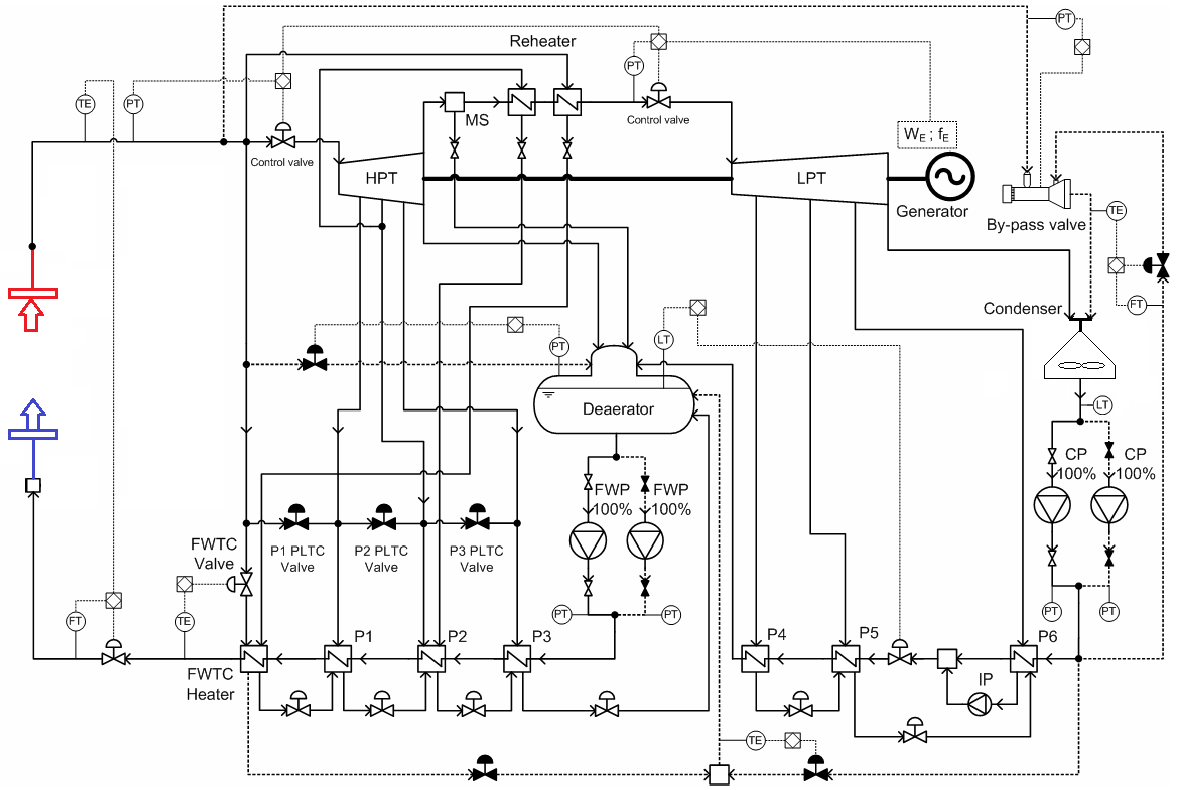 PT
Reheater
PT
TE
PT
MS
Control valve
W_E ; f_E
Control valve
HPT
LPT
Generator
TE
By-pass valve
Condenser
FT
PT
LT
Deaerator
LT
CP
100%
CP
100%
FWP
100%
FWP
100%
FWTC
Valve
P1 PLTC
Valve
P2 PLTC
Valve
P3 PLTC
Valve
FT
TE
PT
PT
PT
PT
P1
P2
P3
P4
P5
P6
FWTC
Heater
IP
TE